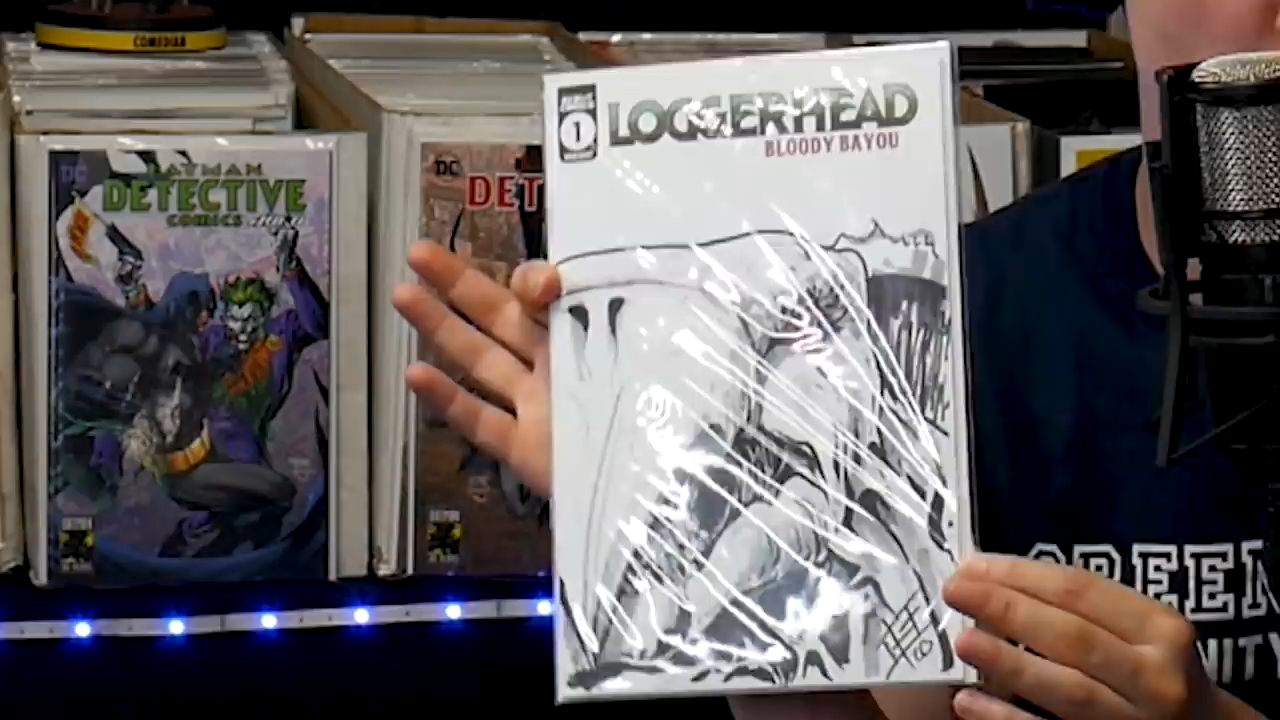 COMEDIAN
DC
BATMAN
DETECTIVE
COMICS
DC
DET
1
LOGGERHEAD
BLOODY BAYOU
GREEN
NITY